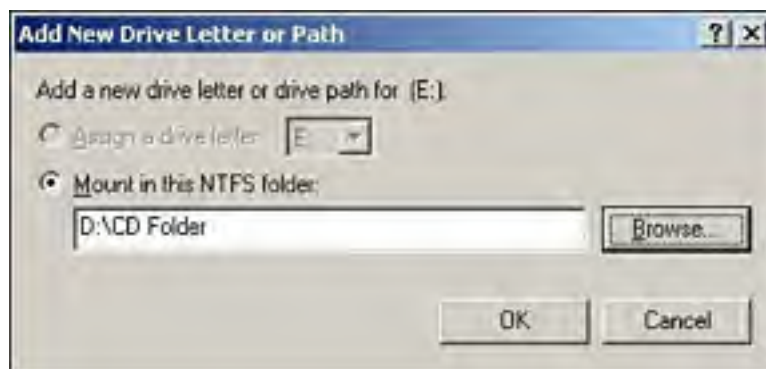 Add New Drive Letter or Path
Add a new drive letter or drive path for (E:).
Assign a drive letter: E:
Mount in this NTFS folder:
D:\CD Folder
Browse...
OK Cancel